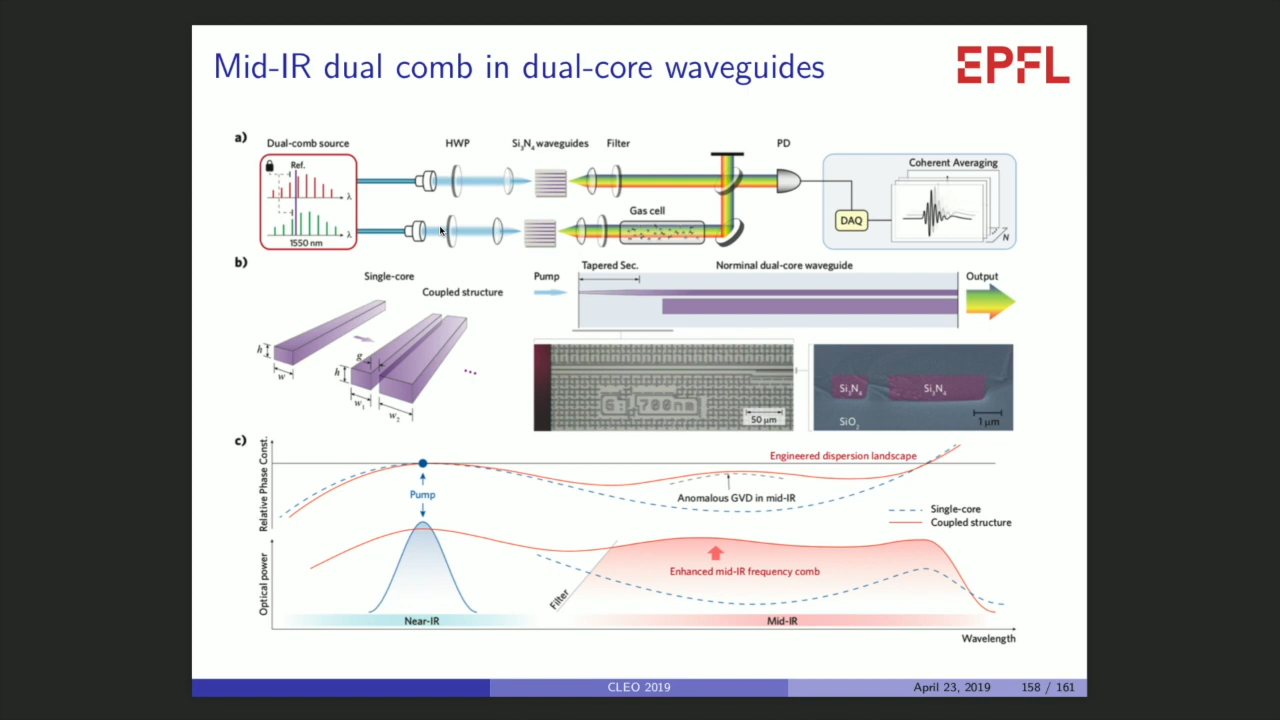 Mid-IR dual comb in dual-core waveguides
EPFL
a)
Dual-comb source
HWP
Si3N4 waveguides
Filter
PD
Ref.
λ
λ
1550 nm
Gas cell
Coherent Averaging
DAQ
N
b)
Single-core
Coupled structure
h
w
g
h
w1
w2
...
Pump
Tapered Sec.
Norminal dual-core waveguide
Output
G: 700nm
50 μm
Si3N4
Si3N4
SiO2
1 μm
c)
Relative Phase Const.
Engineered dispersion landscape
Pump
Anomalous GVD in mid-IR
Single-core
Coupled structure
Optical power
Enhanced mid-IR frequency comb
Filter
Near-IR
Mid-IR
Wavelength
CLEO 2019
April 23, 2019
158 / 161